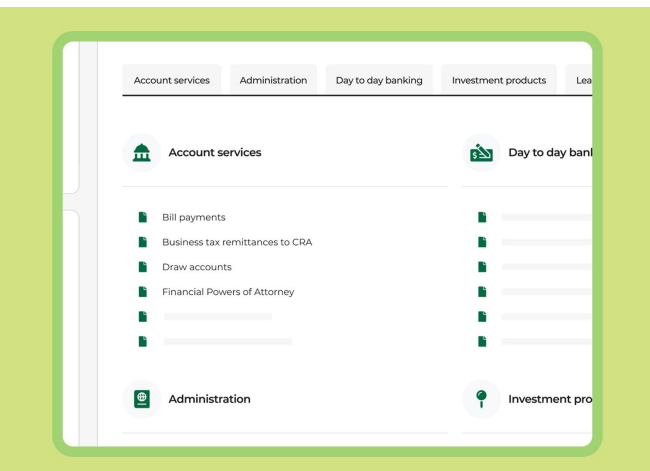 Account services
Administration
Day to day banking
Investment products
Lea
Account services
Day to day bank
Bill payments
Business tax remittances to CRA
Draw accounts
Financial Powers of Attorney
Administration
Investment pro